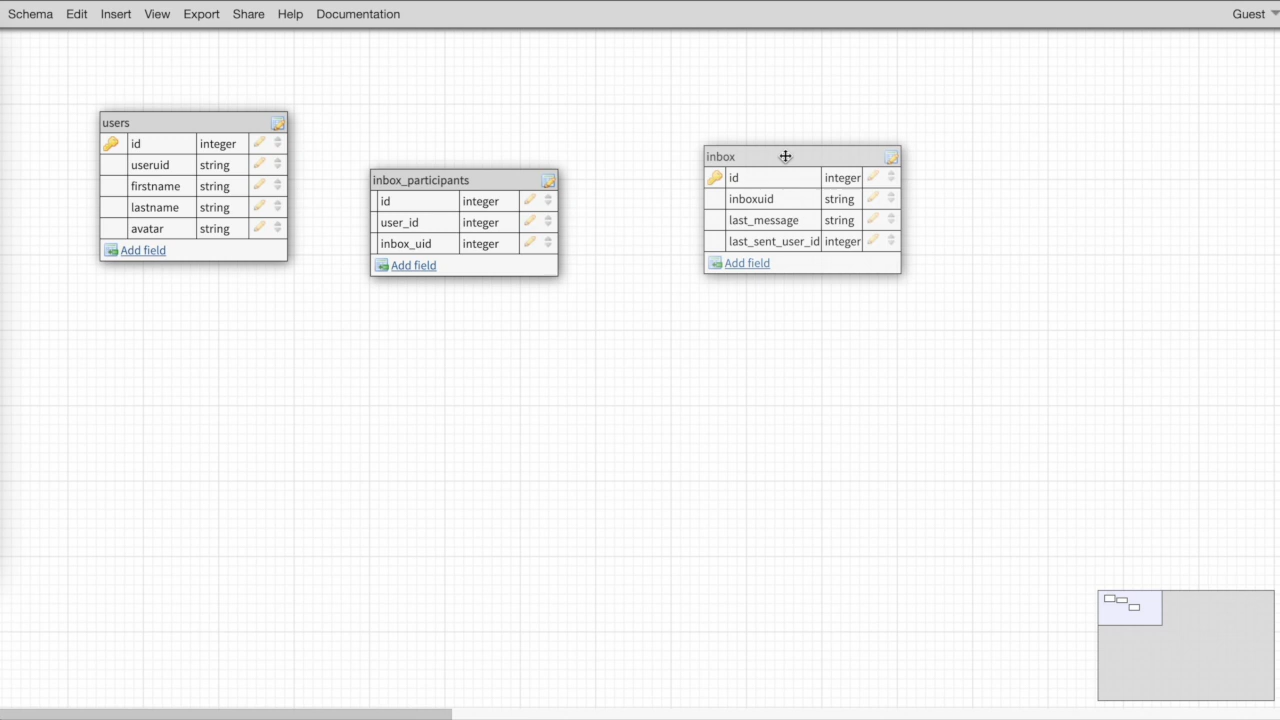 Schema Edit Insert View Export Share Help Documentation Guest
users
id integer
useruid string
firstname string
lastname string
avatar string
Add field
inbox_participants
id integer
user_id integer
inbox_uid integer
Add field
inbox
id integer
inboxuid string
last_message string
last_sent_user_id integer
Add field